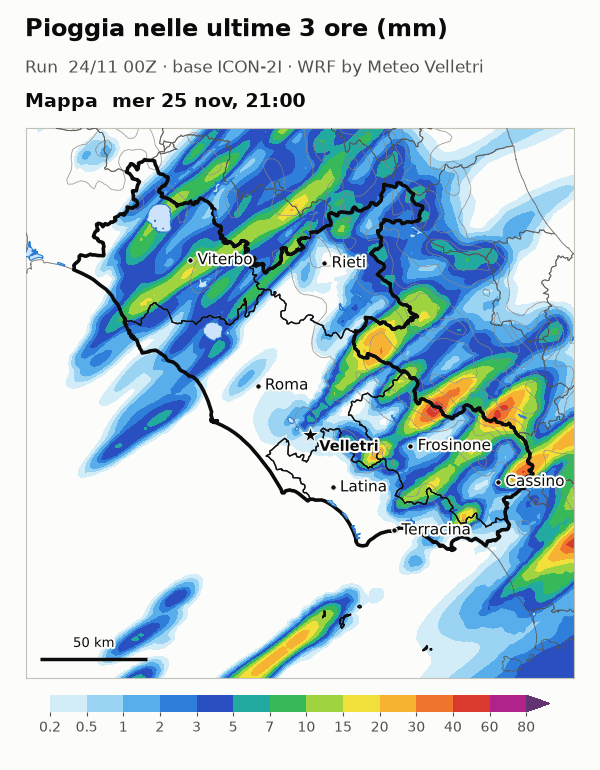 Pioggia nelle ultime 3 ore (mm)
Run  24/11 00Z · base ICON-2I · WRF by Meteo Velletri
Mappa  mer 25 nov, 21:00
Viterbo
Rieti
Roma
Velletri
Frosinone
Cassino
Latina
Terracina
50 km
0.2 0.5 1 2 3 5 7 10 15 20 30 40 60 80